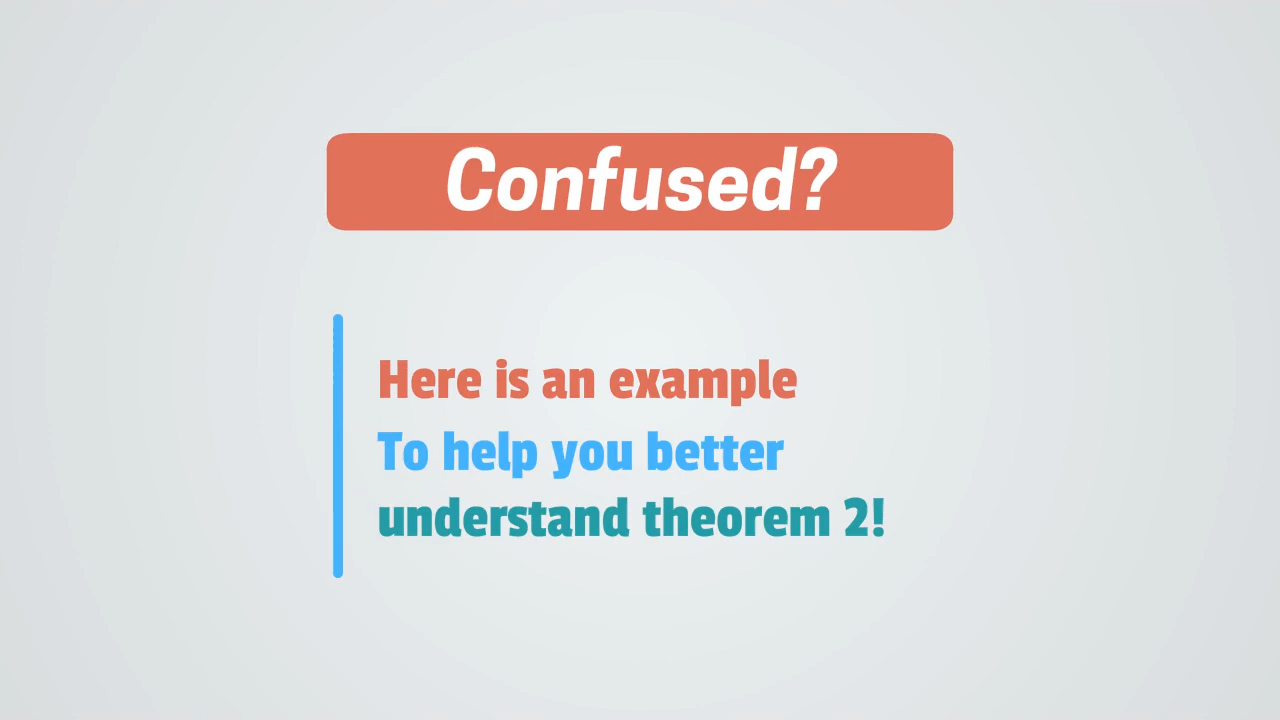 Confused?
Here is an example
To help you better
understand theorem 2!